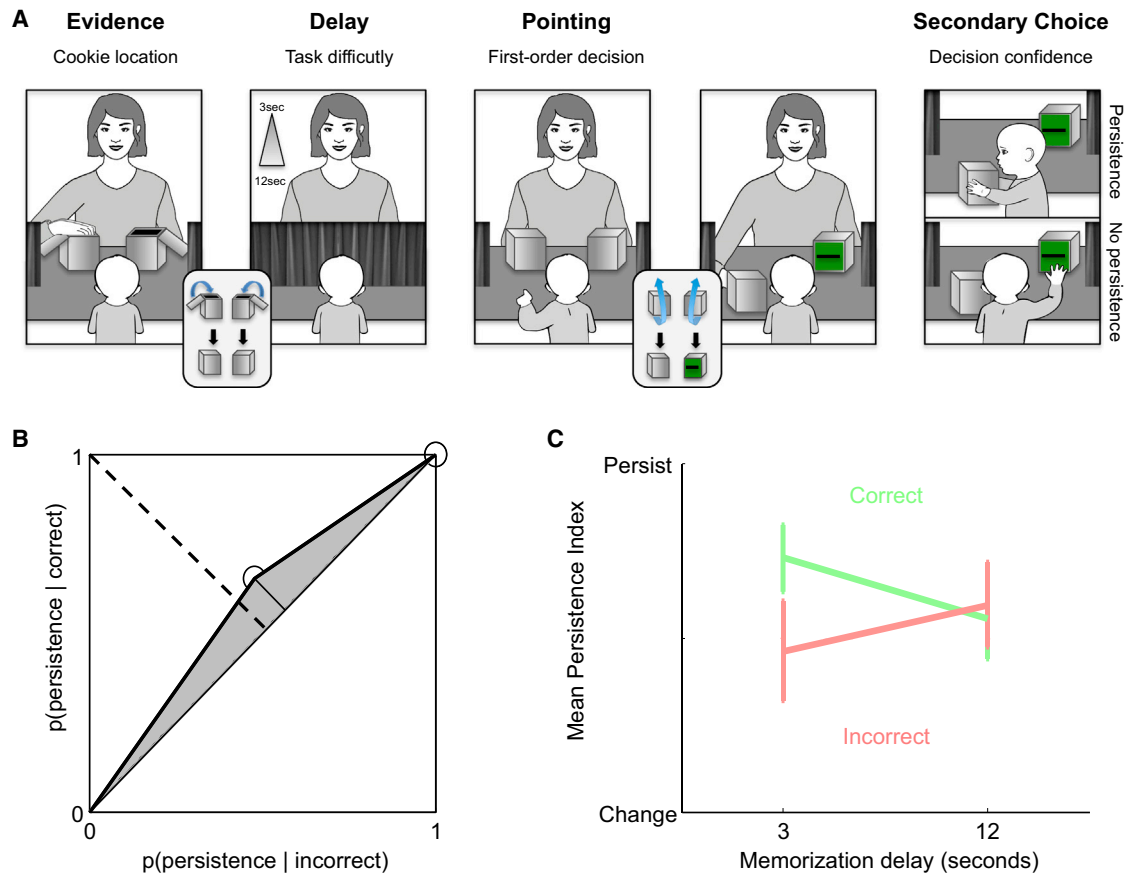 A
Evidence
Delay
Pointing
Secondary Choice
Cookie location
Task difficutly
First-order decision
Decision confidence
3sec
12sec
Persistence
No persistence
B
1
p(persistence | correct)
0
0
1
p(persistence | incorrect)
C
Persist
Mean Persistence Index
Change
Correct
Incorrect
3
12
Memorization delay (seconds)